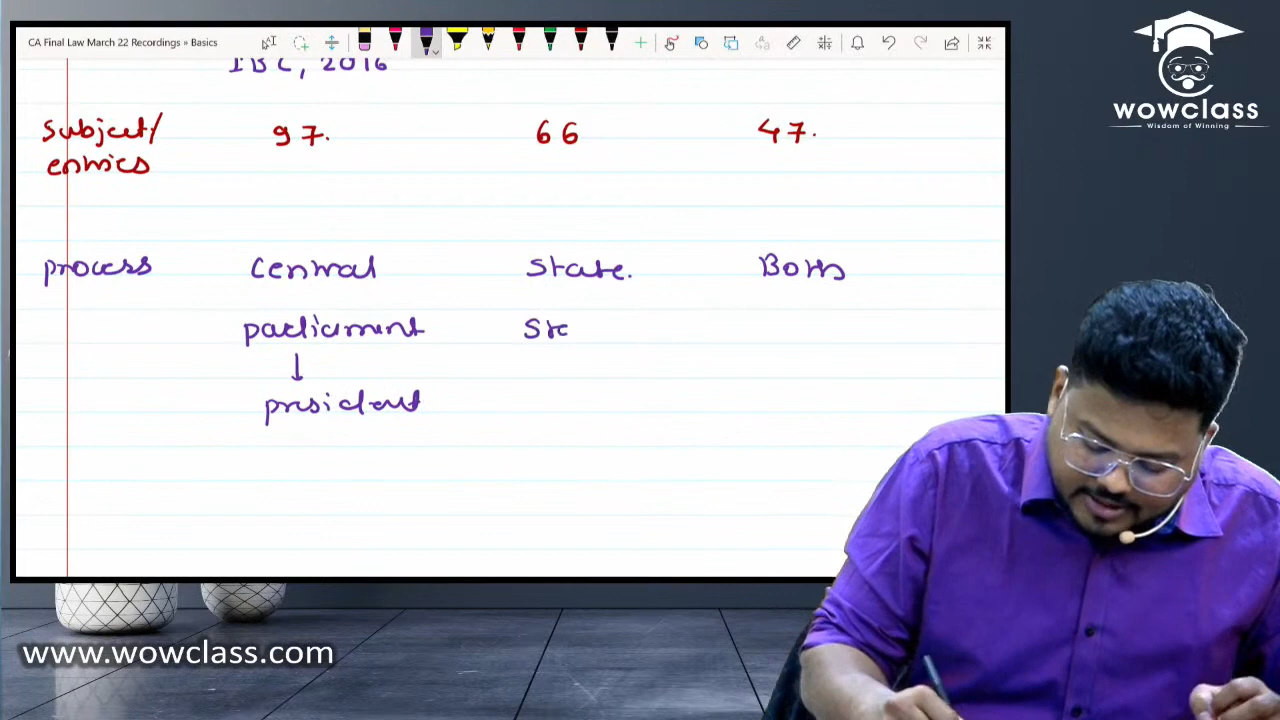 CA Final Law March 22 Recordings » Basics
IBC, 2016
Subject/ 97. 66 47.
entries
process Central State. Both
parliament Sta
president
wowclass
Wisdom of Winning
www.wowclass.com